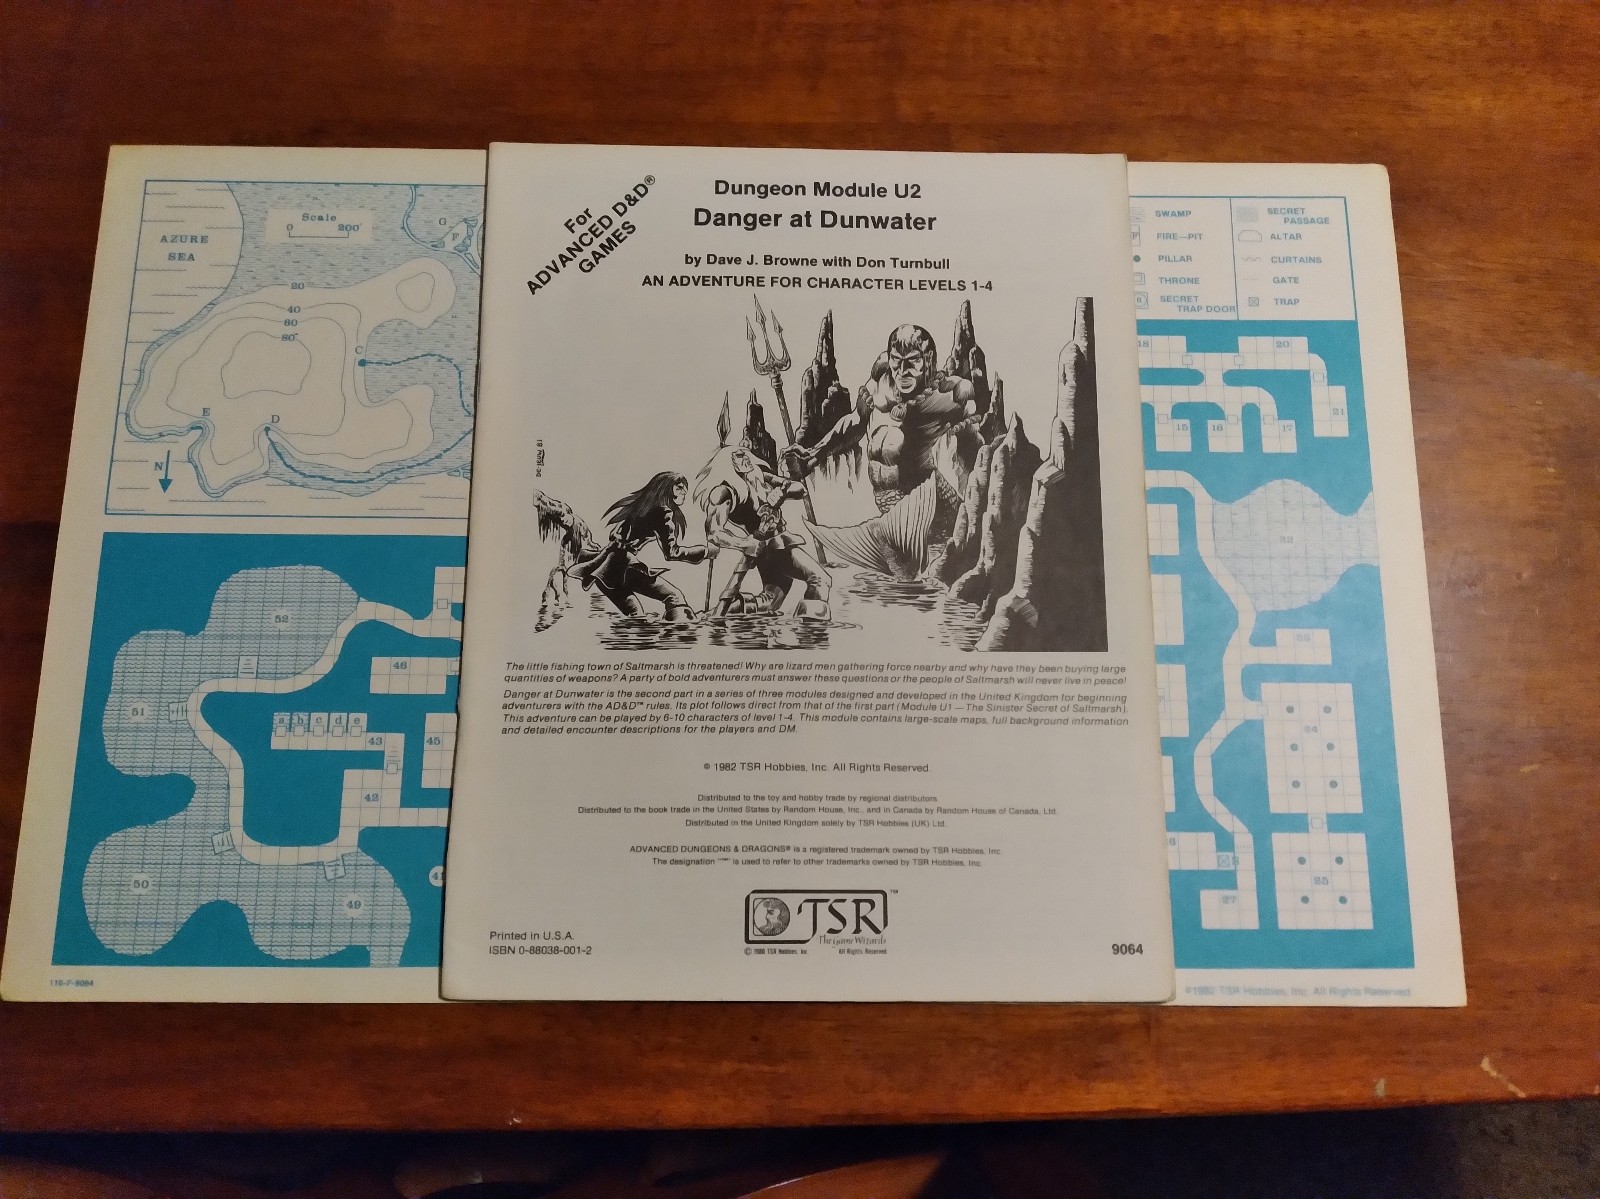 For
ADVANCED D&D®
GAMES
Dungeon Module U2
Danger at Dunwater
by Dave J. Browne with Don Turnbull
AN ADVENTURE FOR CHARACTER LEVELS 1-4
The little fishing town of Saltmarsh is threatened! Why are lizard men gathering force nearby and why have they been buying large
quantities of weapons? A party of bold adventurers must answer these questions or the people of Saltmarsh will never live in peace!
Danger at Dunwater is the second part in a series of three modules designed and developed in the United Kingdom for beginning
adventurers with the AD&D™ rules. Its plot follows direct from that of the first part (Module U1 — The Sinister Secret of Saltmarsh).
This adventure can be played by 6-10 characters of level 1-4. This module contains large-scale maps, full background information
and detailed encounter descriptions for the players and DM.
© 1982 TSR Hobbies, Inc. All Rights Reserved.
Distributed to the toy and hobby trade by regional distributors.
Distributed to the book trade in the United States by Random House, Inc., and in Canada by Random House of Canada, Ltd.
Distributed in the United Kingdom solely by TSR Hobbies (UK) Ltd.
ADVANCED DUNGEONS & DRAGONS® is a registered trademark owned by TSR Hobbies, Inc.
The designation "™" is used to refer to other trademarks owned by TSR Hobbies, Inc.
TSR™
The Game Wizards
© 1980 TSR Hobbies, Inc. All Rights Reserved
Printed in U.S.A.
ISBN 0-88038-001-2
9064
Scale
0 200'
AZURE
SEA
G
F
20
40
60
80'
C
E
D
N
52
46
51
a b c d e
43
45
42
50
49
41
116-F-9064
SWAMP
FIRE—PIT
PILLAR
THRONE
SECRET
TRAP DOOR
SECRET
PASSAGE
ALTAR
CURTAINS
GATE
TRAP
18
20
21
15
16
17
32
24
25
27
©1982 TSR Hobbies, Inc. All Rights Reserved